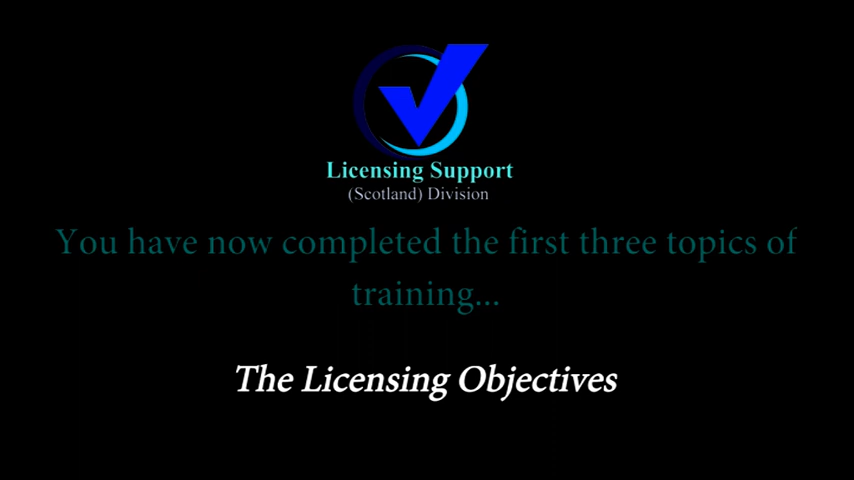 Licensing Support
(Scotland) Division
You have now completed the first three topics of
training...
The Licensing Objectives